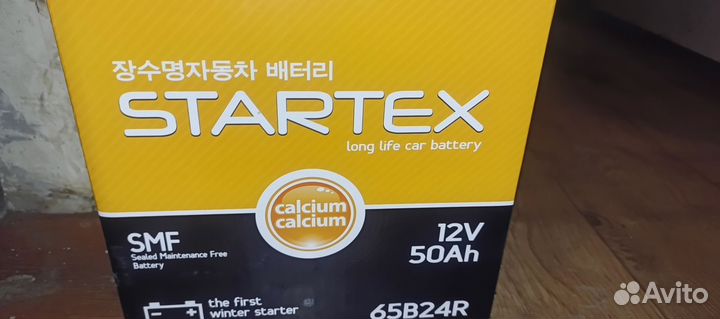 장수명자동차 배터리
STARTEX
long life car battery
calcium
calcium
SMF
Sealed Maintenance Free
Battery
12V
50Ah
the first
winter starter
65B24R
Avito